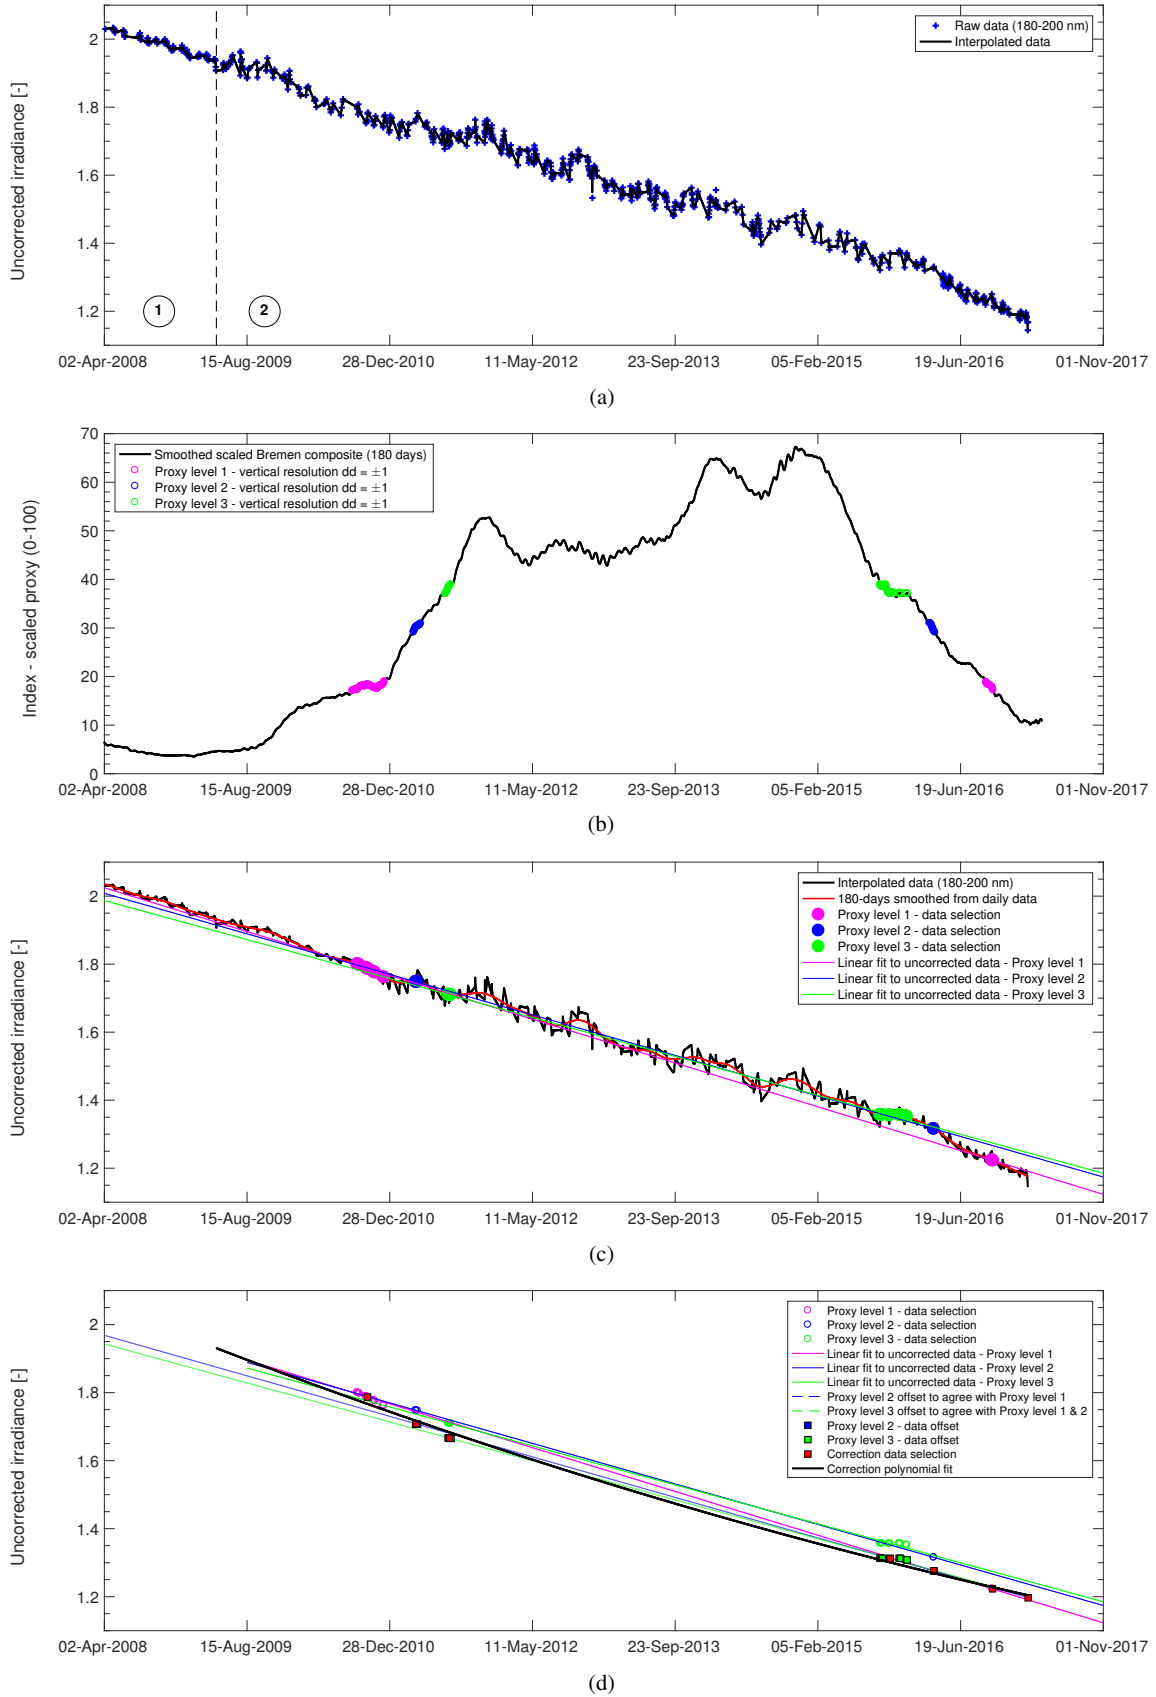 2
1.8
1.6
1.4
1.2
Uncorrected irradiance [-]
Raw data (180-200 nm)
Interpolated data
1
2
02-Apr-2008 15-Aug-2009 28-Dec-2010 11-May-2012 23-Sep-2013 05-Feb-2015 19-Jun-2016 01-Nov-2017
(a)
70
60
50
40
30
20
10
0
Index - scaled proxy (0-100)
Smoothed scaled Bremen composite (180 days)
Proxy level 1 - vertical resolution dd = ±1
Proxy level 2 - vertical resolution dd = ±1
Proxy level 3 - vertical resolution dd = ±1
02-Apr-2008 15-Aug-2009 28-Dec-2010 11-May-2012 23-Sep-2013 05-Feb-2015 19-Jun-2016 01-Nov-2017
(b)
2
1.8
1.6
1.4
1.2
Uncorrected irradiance [-]
Interpolated data (180-200 nm)
180-days smoothed from daily data
Proxy level 1 - data selection
Proxy level 2 - data selection
Proxy level 3 - data selection
Linear fit to uncorrected data - Proxy level 1
Linear fit to uncorrected data - Proxy level 2
Linear fit to uncorrected data - Proxy level 3
02-Apr-2008 15-Aug-2009 28-Dec-2010 11-May-2012 23-Sep-2013 05-Feb-2015 19-Jun-2016 01-Nov-2017
(c)
2
1.8
1.6
1.4
1.2
Uncorrected irradiance [-]
Proxy level 1 - data selection
Proxy level 2 - data selection
Proxy level 3 - data selection
Linear fit to uncorrected data - Proxy level 1
Linear fit to uncorrected data - Proxy level 2
Linear fit to uncorrected data - Proxy level 3
Proxy level 2 offset to agree with Proxy level 1
Proxy level 3 offset to agree with Proxy level 1 & 2
Proxy level 2 - data offset
Proxy level 3 - data offset
Correction data selection
Correction polynomial fit
02-Apr-2008 15-Aug-2009 28-Dec-2010 11-May-2012 23-Sep-2013 05-Feb-2015 19-Jun-2016 01-Nov-2017
(d)